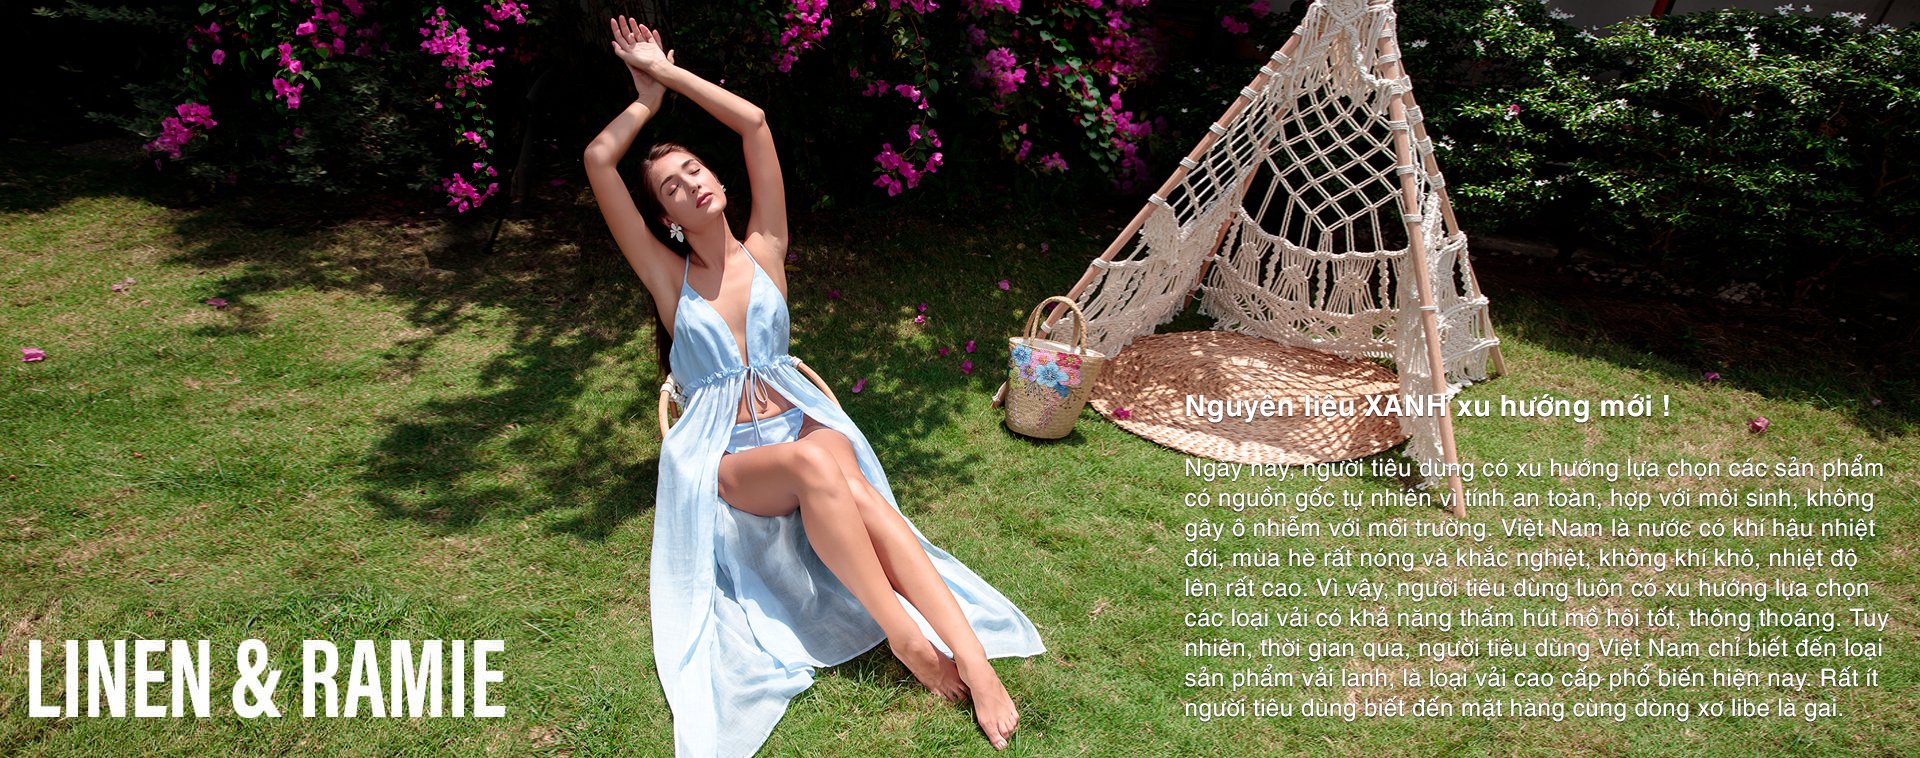 Nguyên liệu XANH xu hướng mới !
Ngày nay, người tiêu dùng có xu hướng lựa chọn các sản phẩm
có nguồn gốc tự nhiên vì tính an toàn, hợp với môi sinh, không
gây ô nhiễm với môi trường. Việt Nam là nước có khí hậu nhiệt
đới, mùa hè rất nóng và khắc nghiệt, không khí khô, nhiệt độ
lên rất cao. Vì vậy, người tiêu dùng luôn có xu hướng lựa chọn
các loại vải có khả năng thấm hút mồ hôi tốt, thông thoáng. Tuy
nhiên, thời gian qua, người tiêu dùng Việt Nam chỉ biết đến loại
sản phẩm vải lanh, là loại vải cao cấp phổ biến hiện nay. Rất ít
người tiêu dùng biết đến mặt hàng cùng dòng xơ libe là gai.
LINEN & RAMIE